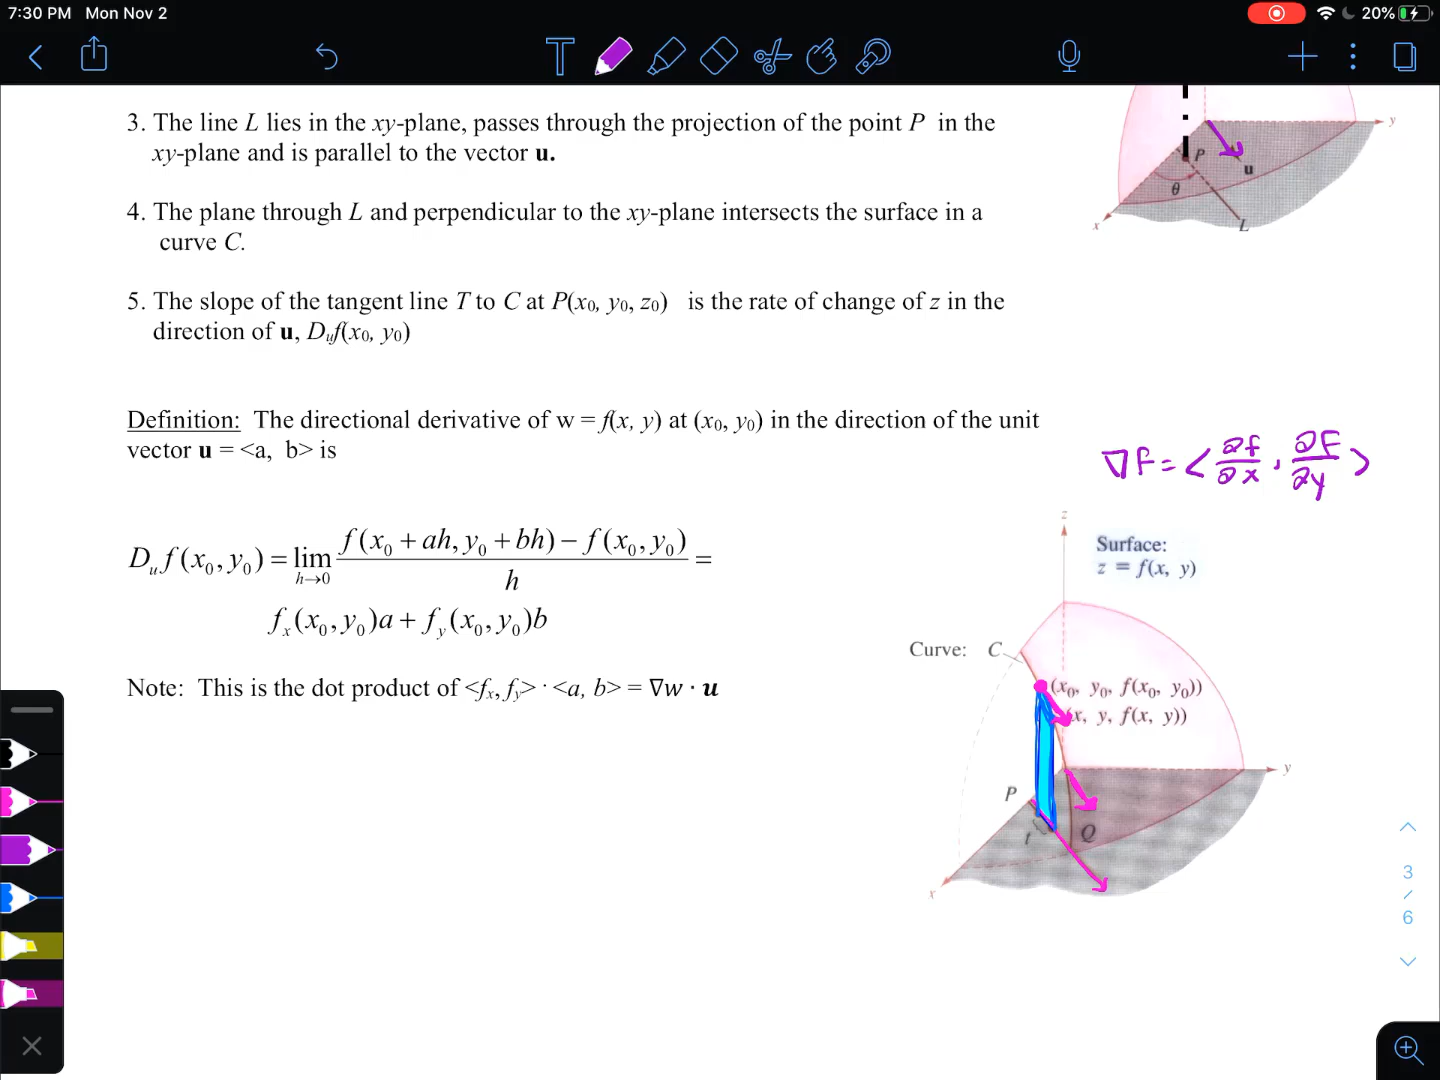 7:30 PM Mon Nov 2
20%
3. The line L lies in the xy-plane, passes through the projection of the point P in the
xy-plane and is parallel to the vector u.
4. The plane through L and perpendicular to the xy-plane intersects the surface in a
curve C.
5. The slope of the tangent line T to C at P(x₀, y₀, z₀) is the rate of change of z in the
direction of u, Dᵤf(x₀, y₀)
y
P
u
θ
x
L
Definition: The directional derivative of w = f(x, y) at (x₀, y₀) in the direction of the unit
vector u = <a, b> is
∇f = < ∂f/∂x , ∂f/∂y >
Dᵤ f(x₀, y₀) = lim h→0 f(x₀ + ah, y₀ + bh) − f(x₀, y₀) / h =
fₓ(x₀, y₀)a + f_y(x₀, y₀)b
Note: This is the dot product of <fₓ, f_y> · <a, b> = ∇w · u
z
Surface:
z = f(x, y)
Curve: C
(x₀, y₀, f(x₀, y₀))
(x, y, f(x, y))
y
P
t
Q
x
3
/
6